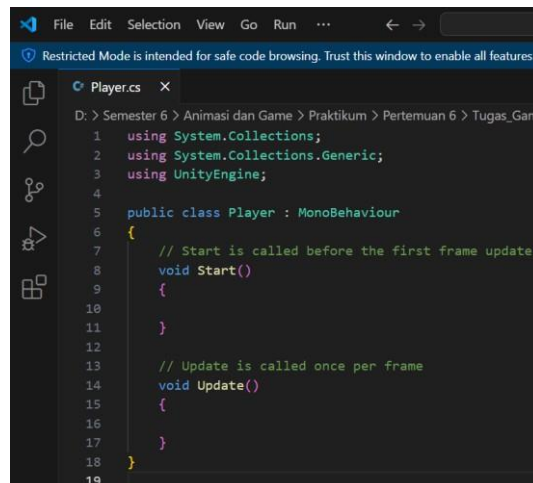 File Edit Selection View Go Run ...
Restricted Mode is intended for safe code browsing. Trust this window to enable all features
Player.cs
D: > Semester 6 > Animasi dan Game > Praktikum > Pertemuan 6 > Tugas_Gam
1 using System.Collections;
2 using System.Collections.Generic;
3 using UnityEngine;
4
5 public class Player : MonoBehaviour
6 {
7 // Start is called before the first frame update
8 void Start()
9 {
10
11 }
12
13 // Update is called once per frame
14 void Update()
15 {
16
17 }
18 }
19